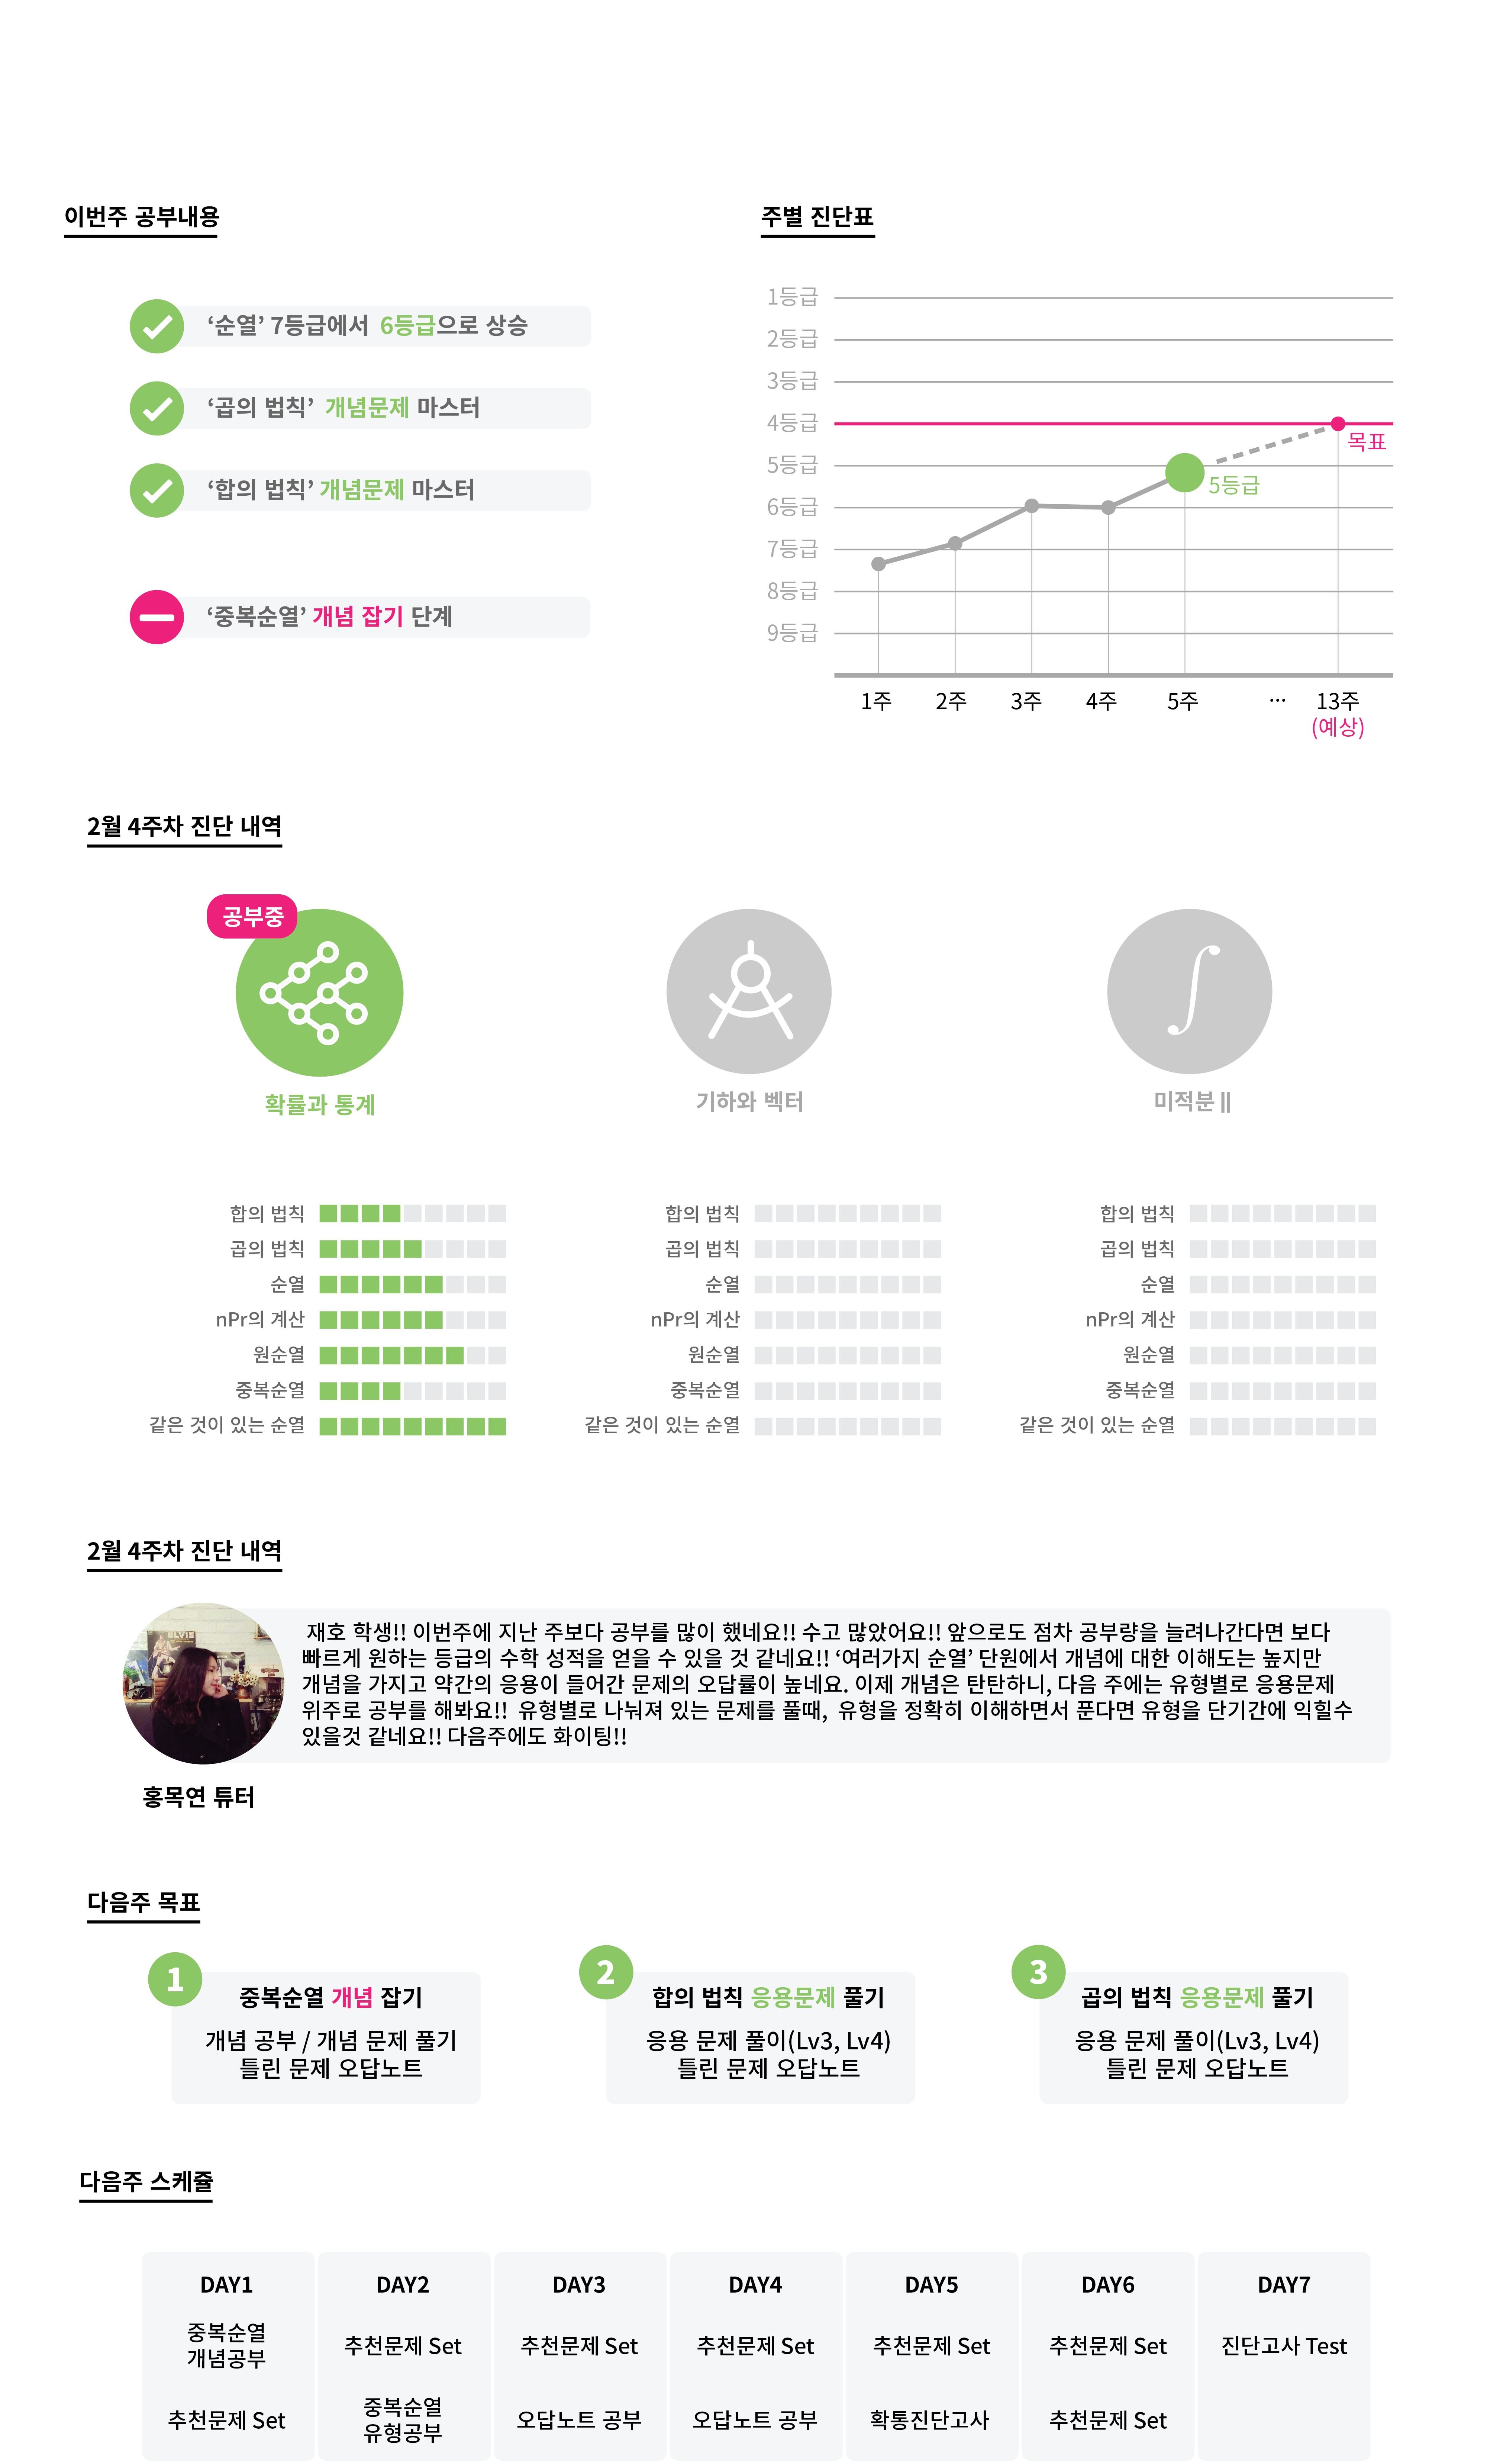 이번주 공부내용
‘순열’ 7등급에서 6등급으로 상승
‘곱의 법칙’ 개념문제 마스터
‘합의 법칙’ 개념문제 마스터
‘중복순열’ 개념 잡기 단계
주별 진단표
1등급
2등급
3등급
4등급
5등급
6등급
7등급
8등급
9등급
목표
5등급
1주 2주 3주 4주 5주 ··· 13주
(예상)
2월 4주차 진단 내역
공부중
확률과 통계
기하와 벡터
미적분 ||
합의 법칙
곱의 법칙
순열
nPr의 계산
원순열
중복순열
같은 것이 있는 순열
합의 법칙
곱의 법칙
순열
nPr의 계산
원순열
중복순열
같은 것이 있는 순열
합의 법칙
곱의 법칙
순열
nPr의 계산
원순열
중복순열
같은 것이 있는 순열
2월 4주차 진단 내역
재호 학생!! 이번주에 지난 주보다 공부를 많이 했네요!! 수고 많았어요!! 앞으로도 점차 공부량을 늘려나간다면 보다
빠르게 원하는 등급의 수학 성적을 얻을 수 있을 것 같네요!! ‘여러가지 순열’ 단원에서 개념에 대한 이해도는 높지만
개념을 가지고 약간의 응용이 들어간 문제의 오답률이 높네요. 이제 개념은 탄탄하니, 다음 주에는 유형별로 응용문제
위주로 공부를 해봐요!! 유형별로 나눠져 있는 문제를 풀때, 유형을 정확히 이해하면서 푼다면 유형을 단기간에 익힐수
있을것 같네요!! 다음주에도 화이팅!!
홍목연 튜터
다음주 목표
1
중복순열 개념 잡기
개념 공부 / 개념 문제 풀기
틀린 문제 오답노트
2
합의 법칙 응용문제 풀기
응용 문제 풀이(Lv3, Lv4)
틀린 문제 오답노트
3
곱의 법칙 응용문제 풀기
응용 문제 풀이(Lv3, Lv4)
틀린 문제 오답노트
다음주 스케쥴
DAY1
중복순열
개념공부
추천문제 Set
DAY2
추천문제 Set
중복순열
유형공부
DAY3
추천문제 Set
오답노트 공부
DAY4
추천문제 Set
오답노트 공부
DAY5
추천문제 Set
확통진단고사
DAY6
추천문제 Set
추천문제 Set
DAY7
진단고사 Test